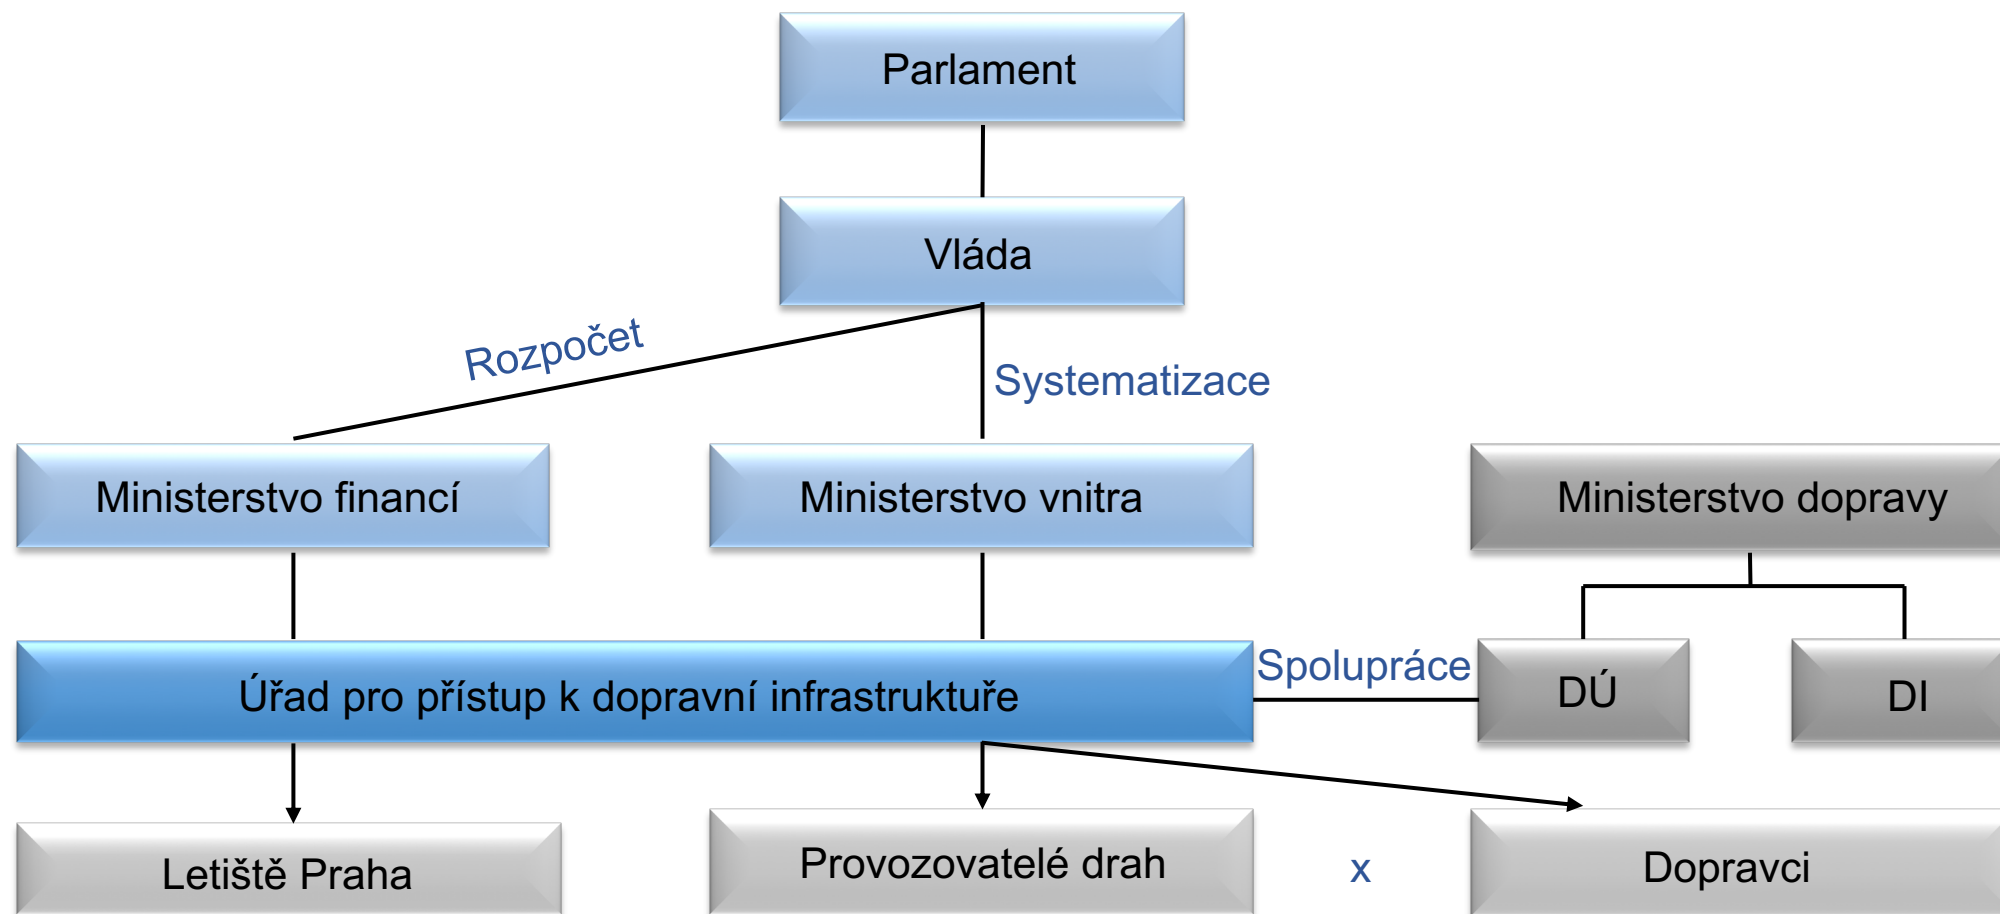 Parlament
Vláda
Rozpočet
Systematizace
Ministerstvo financí
Ministerstvo vnitra
Ministerstvo dopravy
Úřad pro přístup k dopravní infrastruktuře
Spolupráce
DÚ
DI
Letiště Praha
Provozovatelé drah
x
Dopravci